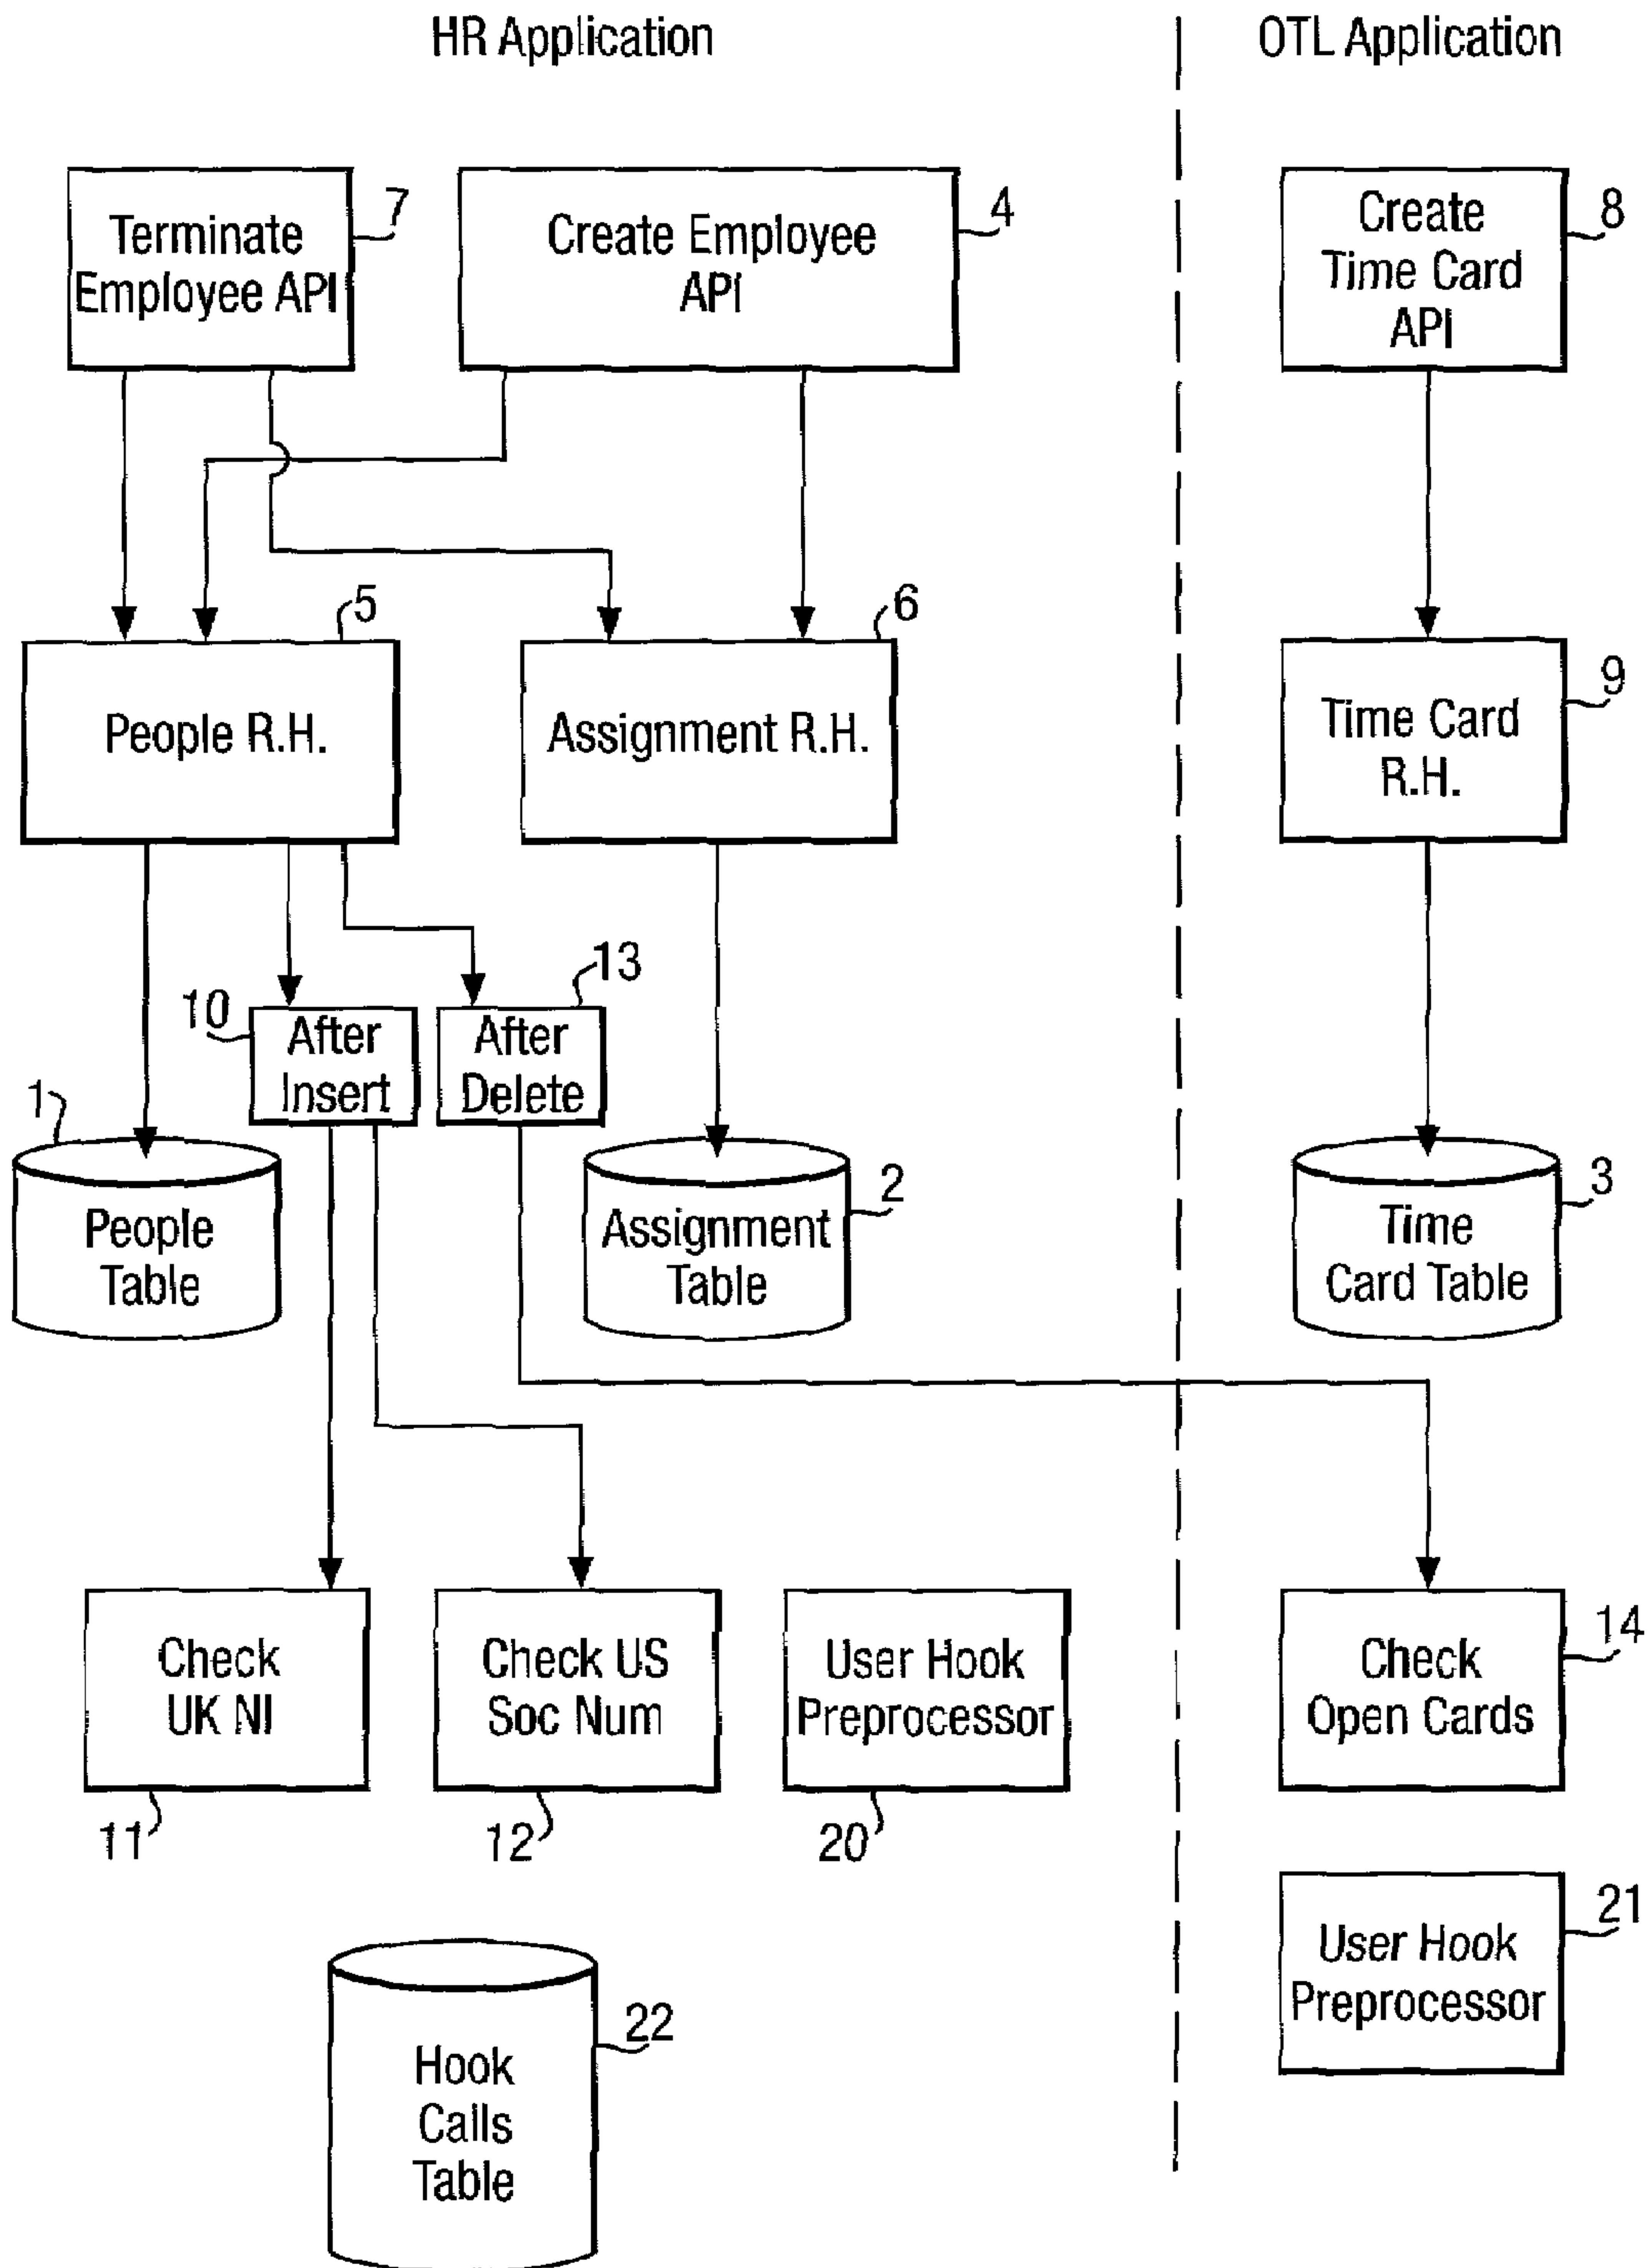 HR Application
OTL Application
Terminate
Employee API
7
Create Employee
API
4
Create
Time Card
API
8
People R.H.
5
Assignment R.H.
6
Time Card
R.H.
9
10
After
Insert
13
After
Delete
1
People
Table
Assignment
Table
2
Time
Card Table
3
Check
UK NI
11
Check US
Soc Num
12
User Hook
Preprocessor
20
Check
Open Cards
14
User Hook
Preprocessor
21
Hook
Calls
Table
22